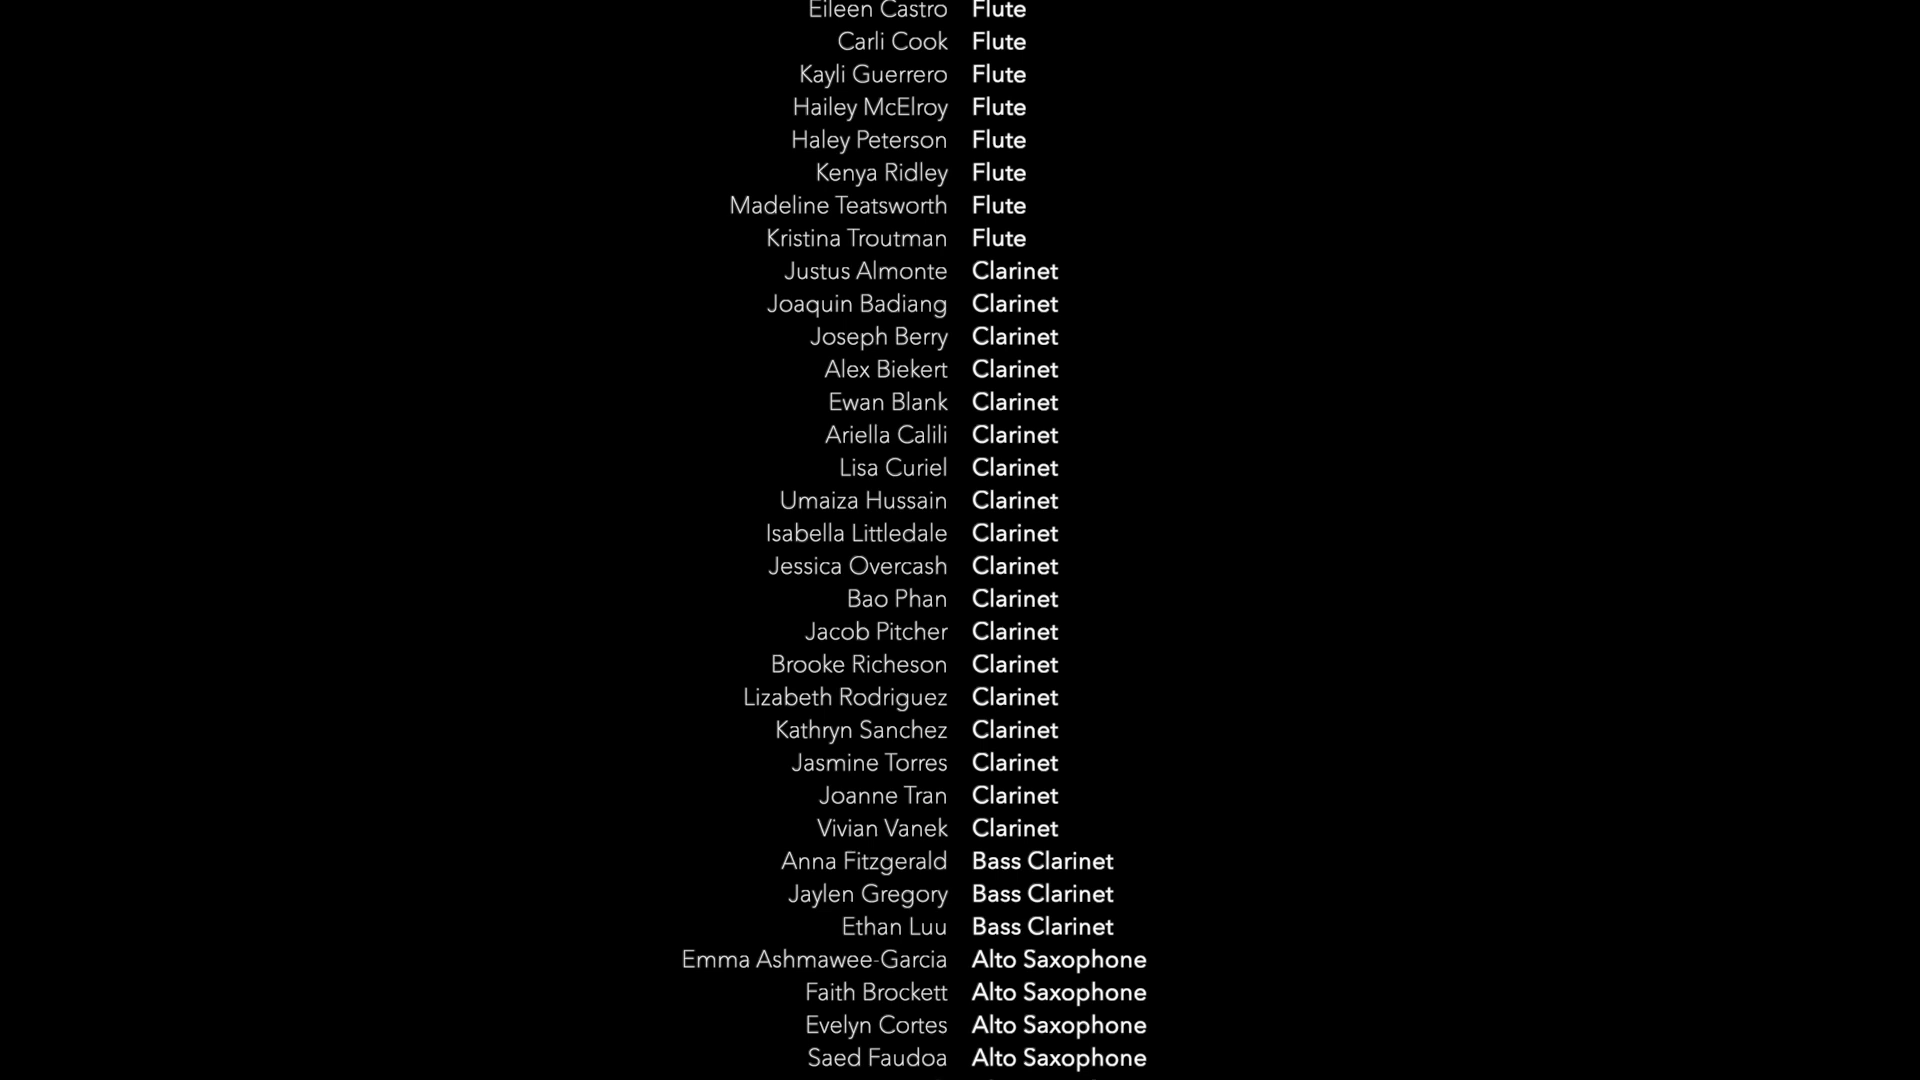 Eileen Castro Flute
Carli Cook Flute
Kayli Guerrero Flute
Hailey McElroy Flute
Haley Peterson Flute
Kenya Ridley Flute
Madeline Teatsworth Flute
Kristina Troutman Flute
Justus Almonte Clarinet
Joaquin Badiang Clarinet
Joseph Berry Clarinet
Alex Biekert Clarinet
Ewan Blank Clarinet
Ariella Calili Clarinet
Lisa Curiel Clarinet
Umaiza Hussain Clarinet
Isabella Littledale Clarinet
Jessica Overcash Clarinet
Bao Phan Clarinet
Jacob Pitcher Clarinet
Brooke Richeson Clarinet
Lizabeth Rodriguez Clarinet
Kathryn Sanchez Clarinet
Jasmine Torres Clarinet
Joanne Tran Clarinet
Vivian Vanek Clarinet
Anna Fitzgerald Bass Clarinet
Jaylen Gregory Bass Clarinet
Ethan Luu Bass Clarinet
Emma Ashmawee-Garcia Alto Saxophone
Faith Brockett Alto Saxophone
Evelyn Cortes Alto Saxophone
Saed Faudoa Alto Saxophone